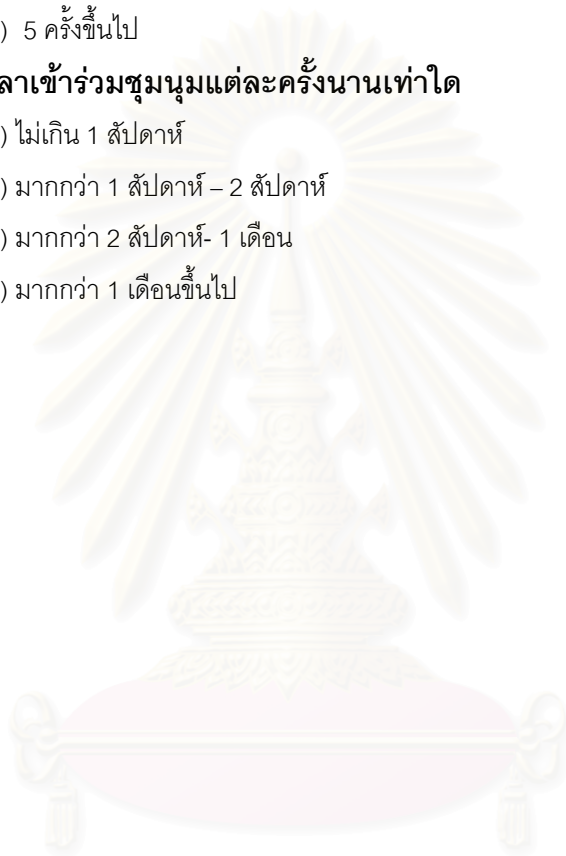 ) 5 ครั้งขึ้นไป
ลาเข้าร่วมชุมนุมแต่ละครั้งนานเท่าใด
) ไม่เกิน 1 สัปดาห์
) มากกว่า 1 สัปดาห์ – 2 สัปดาห์
) มากกว่า 2 สัปดาห์- 1 เดือน
) มากกว่า 1 เดือนขึ้นไป